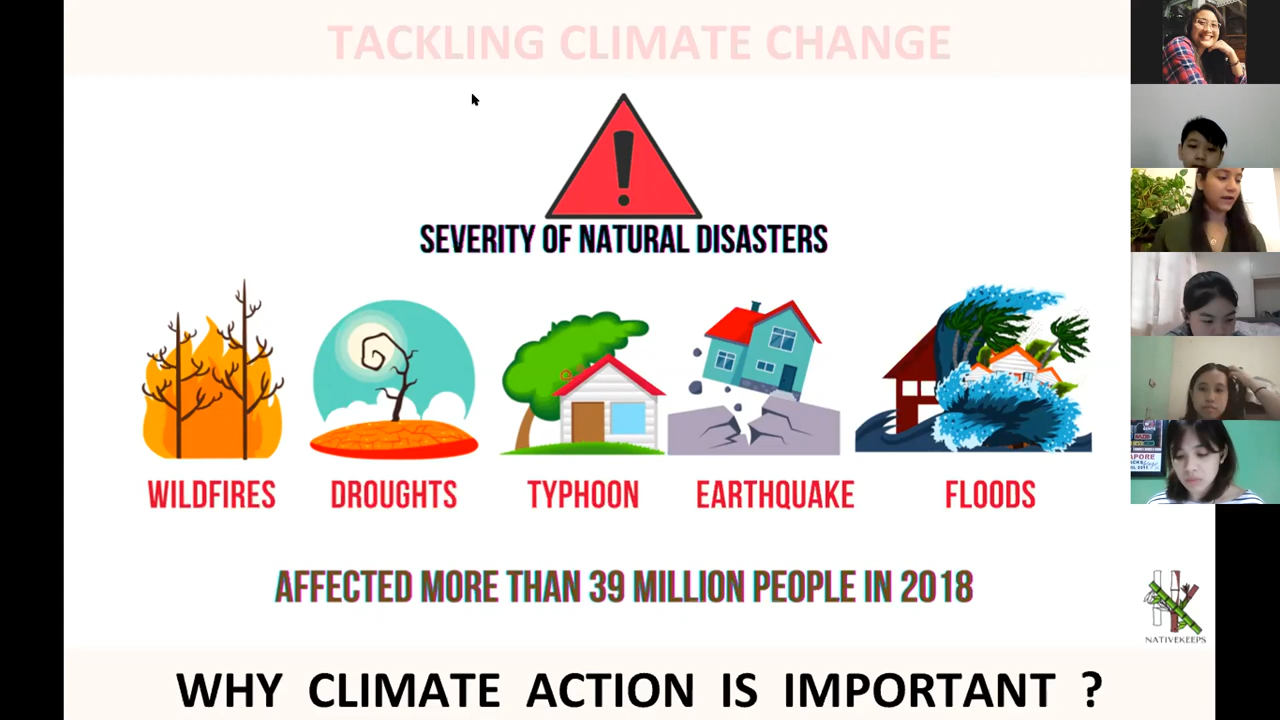 TACKLING CLIMATE CHANGE
SEVERITY OF NATURAL DISASTERS
WILDFIRES DROUGHTS TYPHOON EARTHQUAKE FLOODS
AFFECTED MORE THAN 39 MILLION PEOPLE IN 2018
NATIVEKEEPS
WHY CLIMATE ACTION IS IMPORTANT ?